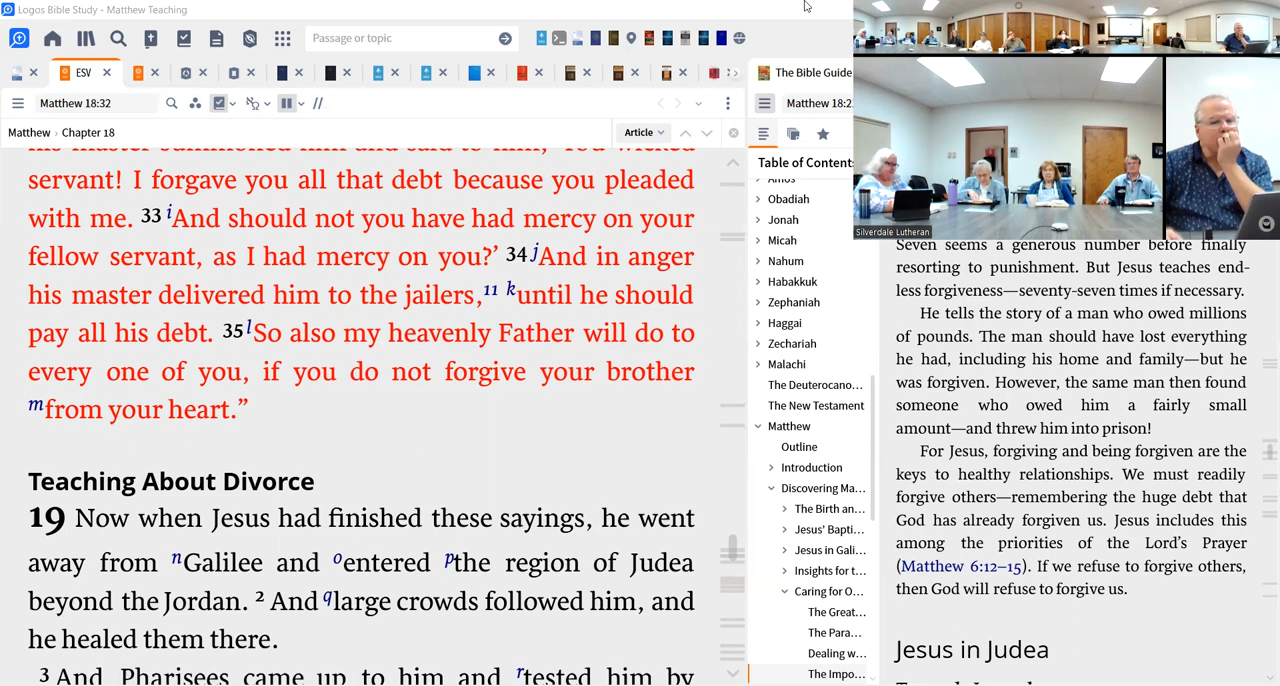 Logos Bible Study - Matthew Teaching
Passage or topic
ESV
The Bible Guide
Matthew 18:32
//
Matthew 18:2
Matthew › Chapter 18
Article
his master summoned him and said to him, ‘You wicked
servant! I forgave you all that debt because you pleaded
with me. 33 iAnd should not you have had mercy on your
fellow servant, as I had mercy on you?’ 34 jAnd in anger
his master delivered him to the jailers,11 kuntil he should
pay all his debt. 35 lSo also my heavenly Father will do to
every one of you, if you do not forgive your brother
mfrom your heart.”
Teaching About Divorce
19 Now when Jesus had finished these sayings, he went
away from nGalilee and oentered pthe region of Judea
beyond the Jordan. 2 And qlarge crowds followed him, and
he healed them there.
3 And Pharisees came up to him and rtested him by
Table of Contents
Amos
Obadiah
Jonah
Micah
Nahum
Habakkuk
Zephaniah
Haggai
Zechariah
Malachi
The Deuterocano...
The New Testament
Matthew
Outline
Introduction
Discovering Ma...
The Birth an...
Jesus' Bapti...
Jesus in Gali...
Insights for t...
Caring for O...
The Great...
The Para...
Dealing w...
The Impo...
Silverdale Lutheran
Seven seems a generous number before finally
resorting to punishment. But Jesus teaches end-
less forgiveness—seventy-seven times if necessary.
He tells the story of a man who owed millions
of pounds. The man should have lost everything
he had, including his home and family—but he
was forgiven. However, the same man then found
someone who owed him a fairly small
amount—and threw him into prison!
For Jesus, forgiving and being forgiven are the
keys to healthy relationships. We must readily
forgive others—remembering the huge debt that
God has already forgiven us. Jesus includes this
among the priorities of the Lord’s Prayer
(Matthew 6:12–15). If we refuse to forgive others,
then God will refuse to forgive us.
Jesus in Judea